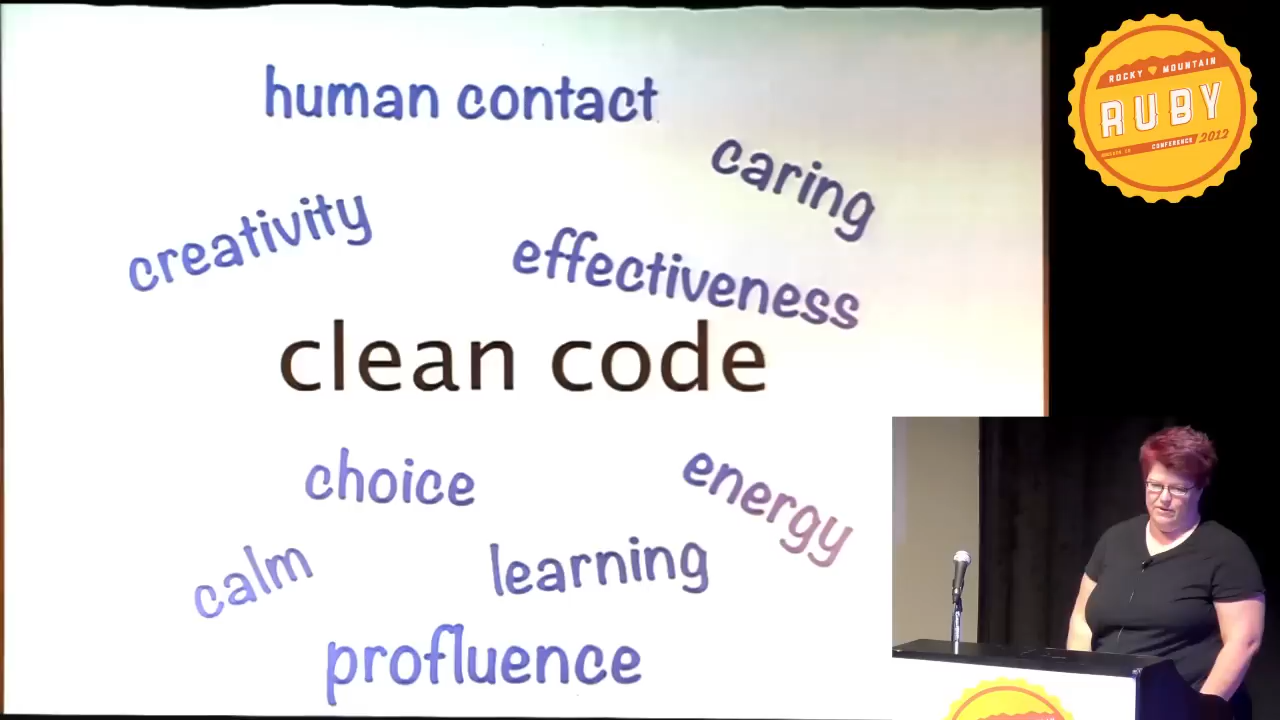 human contact
caring
creativity
effectiveness
clean code
choice
energy
calm
learning
profluence
ROCKY MOUNTAIN
RUBY
CONFERENCE 2012